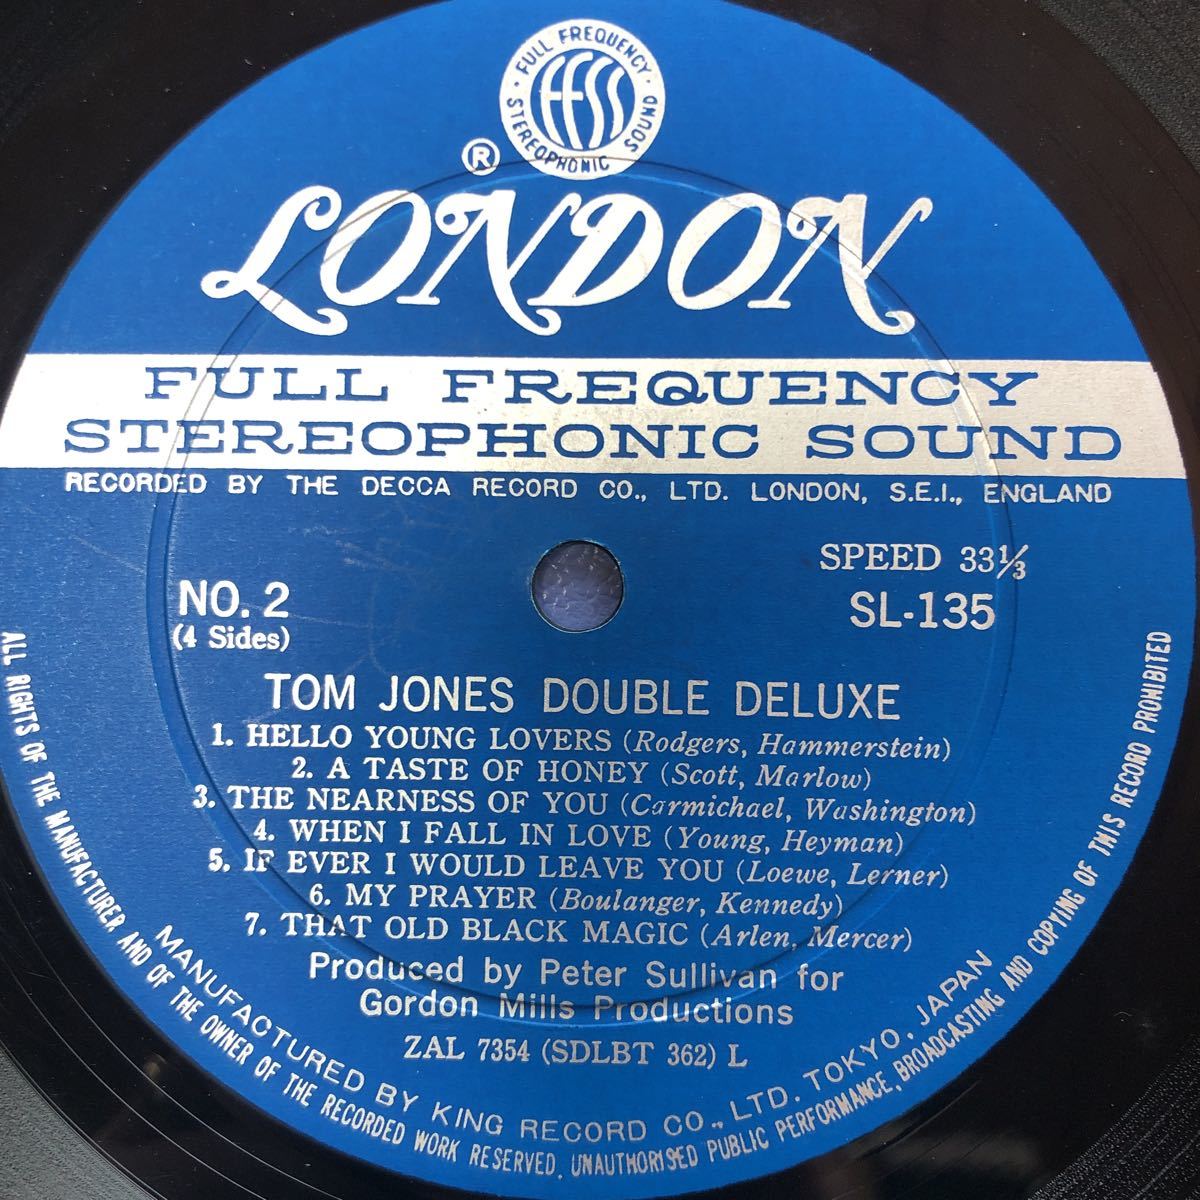 FULL FREQUENCY
STEREOPHONIC SOUND
FFSS
®
LONDON
FULL FREQUENCY
STEREOPHONIC SOUND
RECORDED BY THE DECCA RECORD CO., LTD. LONDON, S.E.I., ENGLAND
SPEED 33⅓
NO. 2
SL-135
(4 Sides)
TOM JONES DOUBLE DELUXE
1. HELLO YOUNG LOVERS (Rodgers, Hammerstein)
2. A TASTE OF HONEY (Scott, Marlow)
3. THE NEARNESS OF YOU (Carmichael, Washington)
4. WHEN I FALL IN LOVE (Young, Heyman)
5. IF EVER I WOULD LEAVE YOU (Loewe, Lerner)
6. MY PRAYER (Boulanger, Kennedy)
7. THAT OLD BLACK MAGIC (Arlen, Mercer)
Produced by Peter Sullivan for
Gordon Mills Productions
ZAL 7354 (SDLBT 362) L
MANUFACTURED BY KING RECORD CO., LTD. TOKYO, JAPAN
ALL RIGHTS OF THE MANUFACTURER AND OF THE OWNER OF THE RECORDED WORK RESERVED. UNAUTHORISED PUBLIC PERFORMANCE, BROADCASTING AND COPYING OF THIS RECORD PROHIBITED